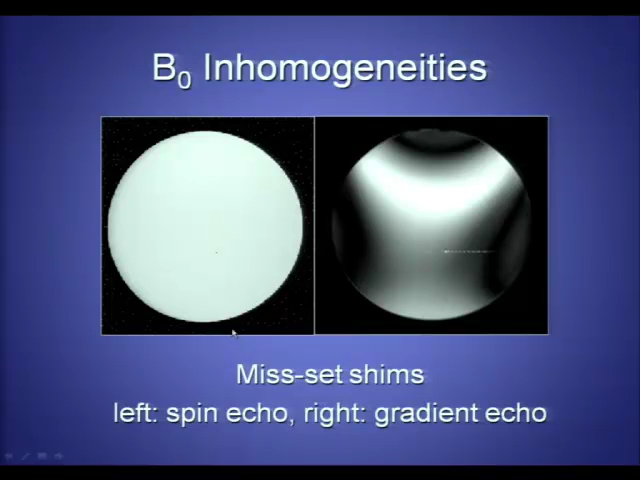 B₀ Inhomogeneities
Miss-set shims
left: spin echo, right: gradient echo